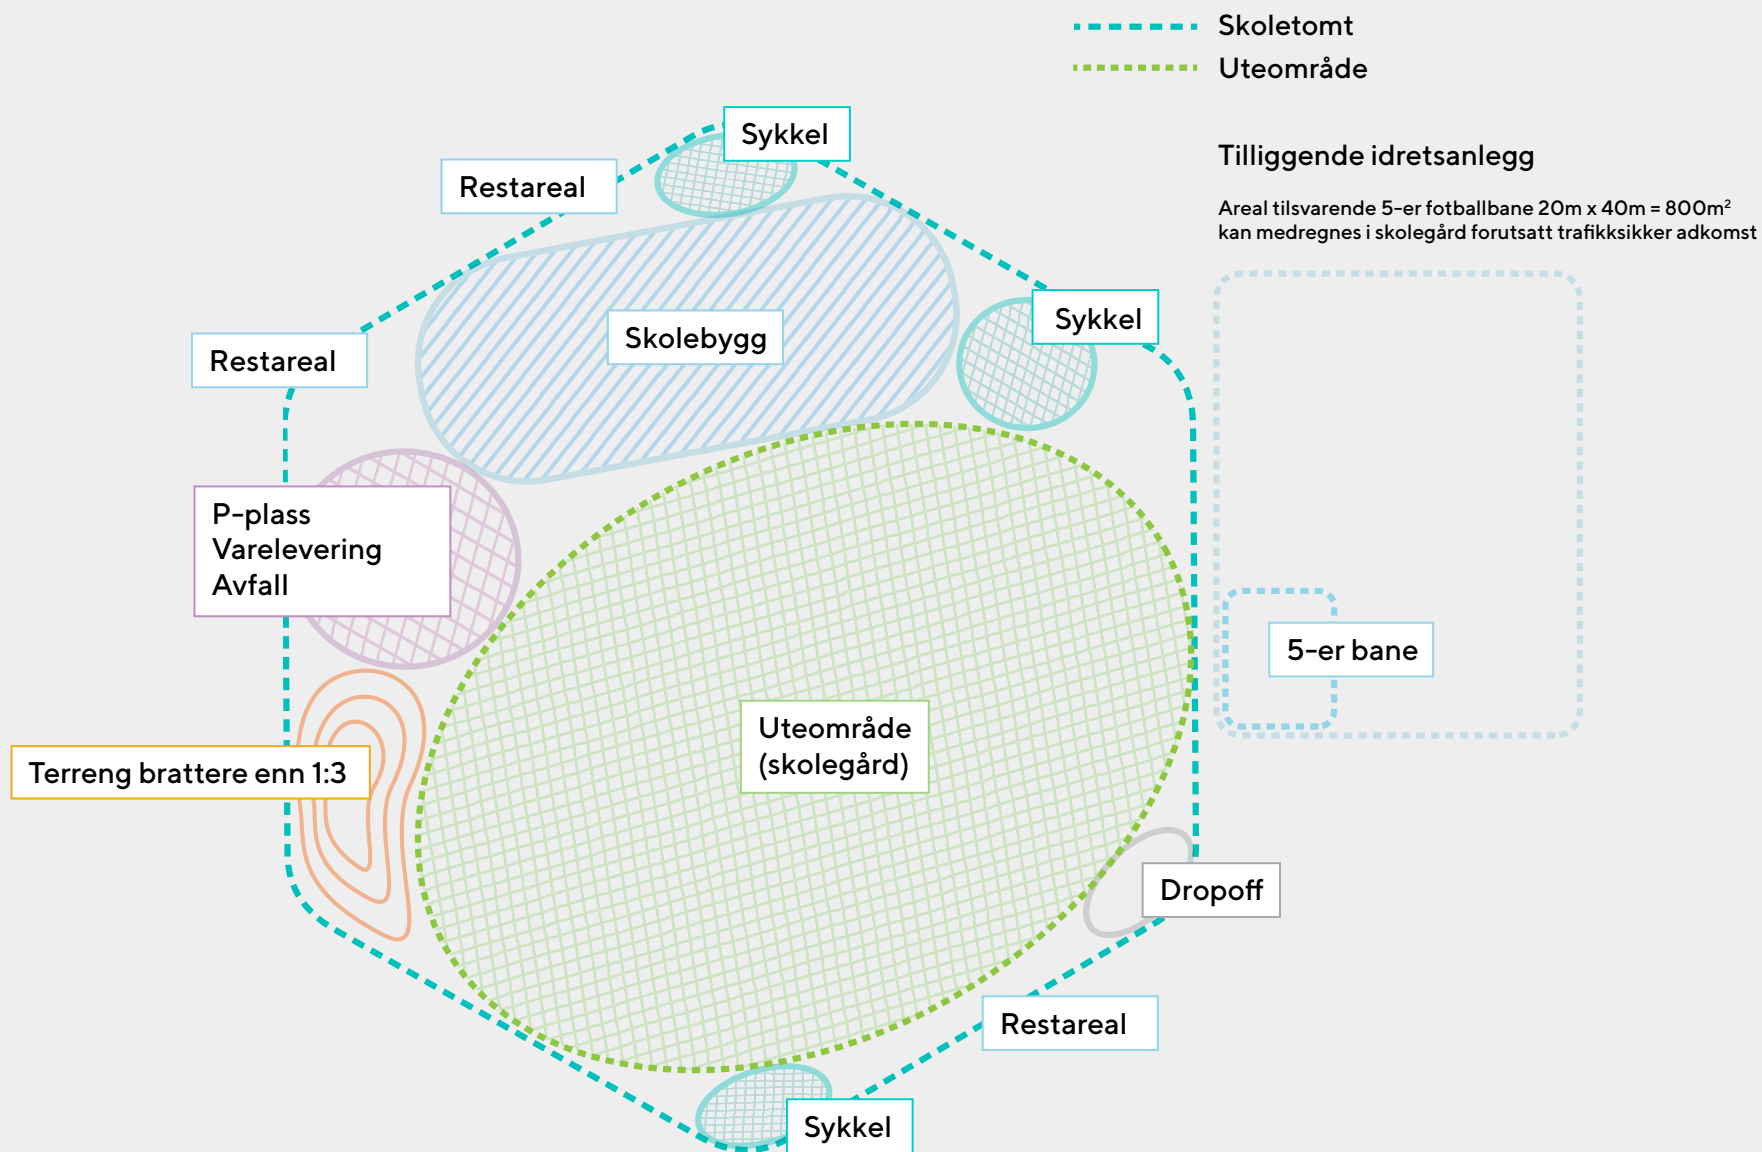 Skoletomt
Uteområde
Sykkel
Tilliggende idretsanlegg
Restareal
Areal tilsvarende 5-er fotballbane 20m x 40m = 800m²
kan medregnes i skolegård forutsatt trafikksikker adkomst
Sykkel
Skolebygg
Restareal
P-plass
Varelevering
Avfall
5-er bane
Uteområde
(skolegård)
Terreng brattere enn 1:3
Dropoff
Restareal
Sykkel